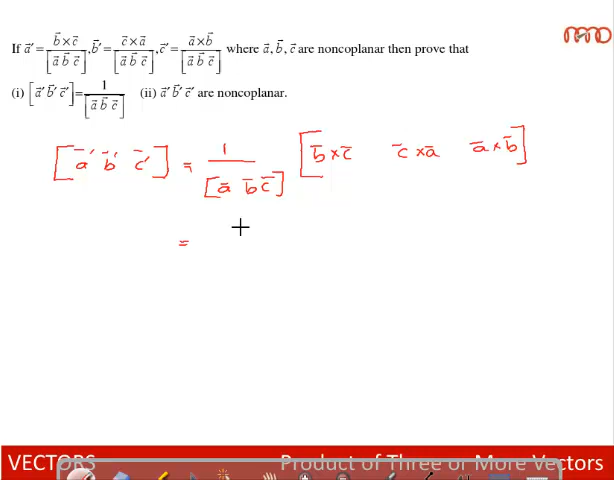 If a⃗′ = b⃗×c⃗ / [a⃗ b⃗ c⃗], b⃗′ = c⃗×a⃗ / [a⃗ b⃗ c⃗], c⃗′ = a⃗×b⃗ / [a⃗ b⃗ c⃗] where a⃗, b⃗, c⃗ are noncoplanar then prove that
(i) [a⃗′ b⃗′ c⃗′] = 1 / [a⃗ b⃗ c⃗] (ii) a⃗′ b⃗′ c⃗′ are noncoplanar.
[a̅′ b̅′ c̅′] = 1 / [a̅ b̅ c̅] [b̅×c̅ c̅×a̅ a̅×b̅]
=
VECTORS Product of Three or More Vectors